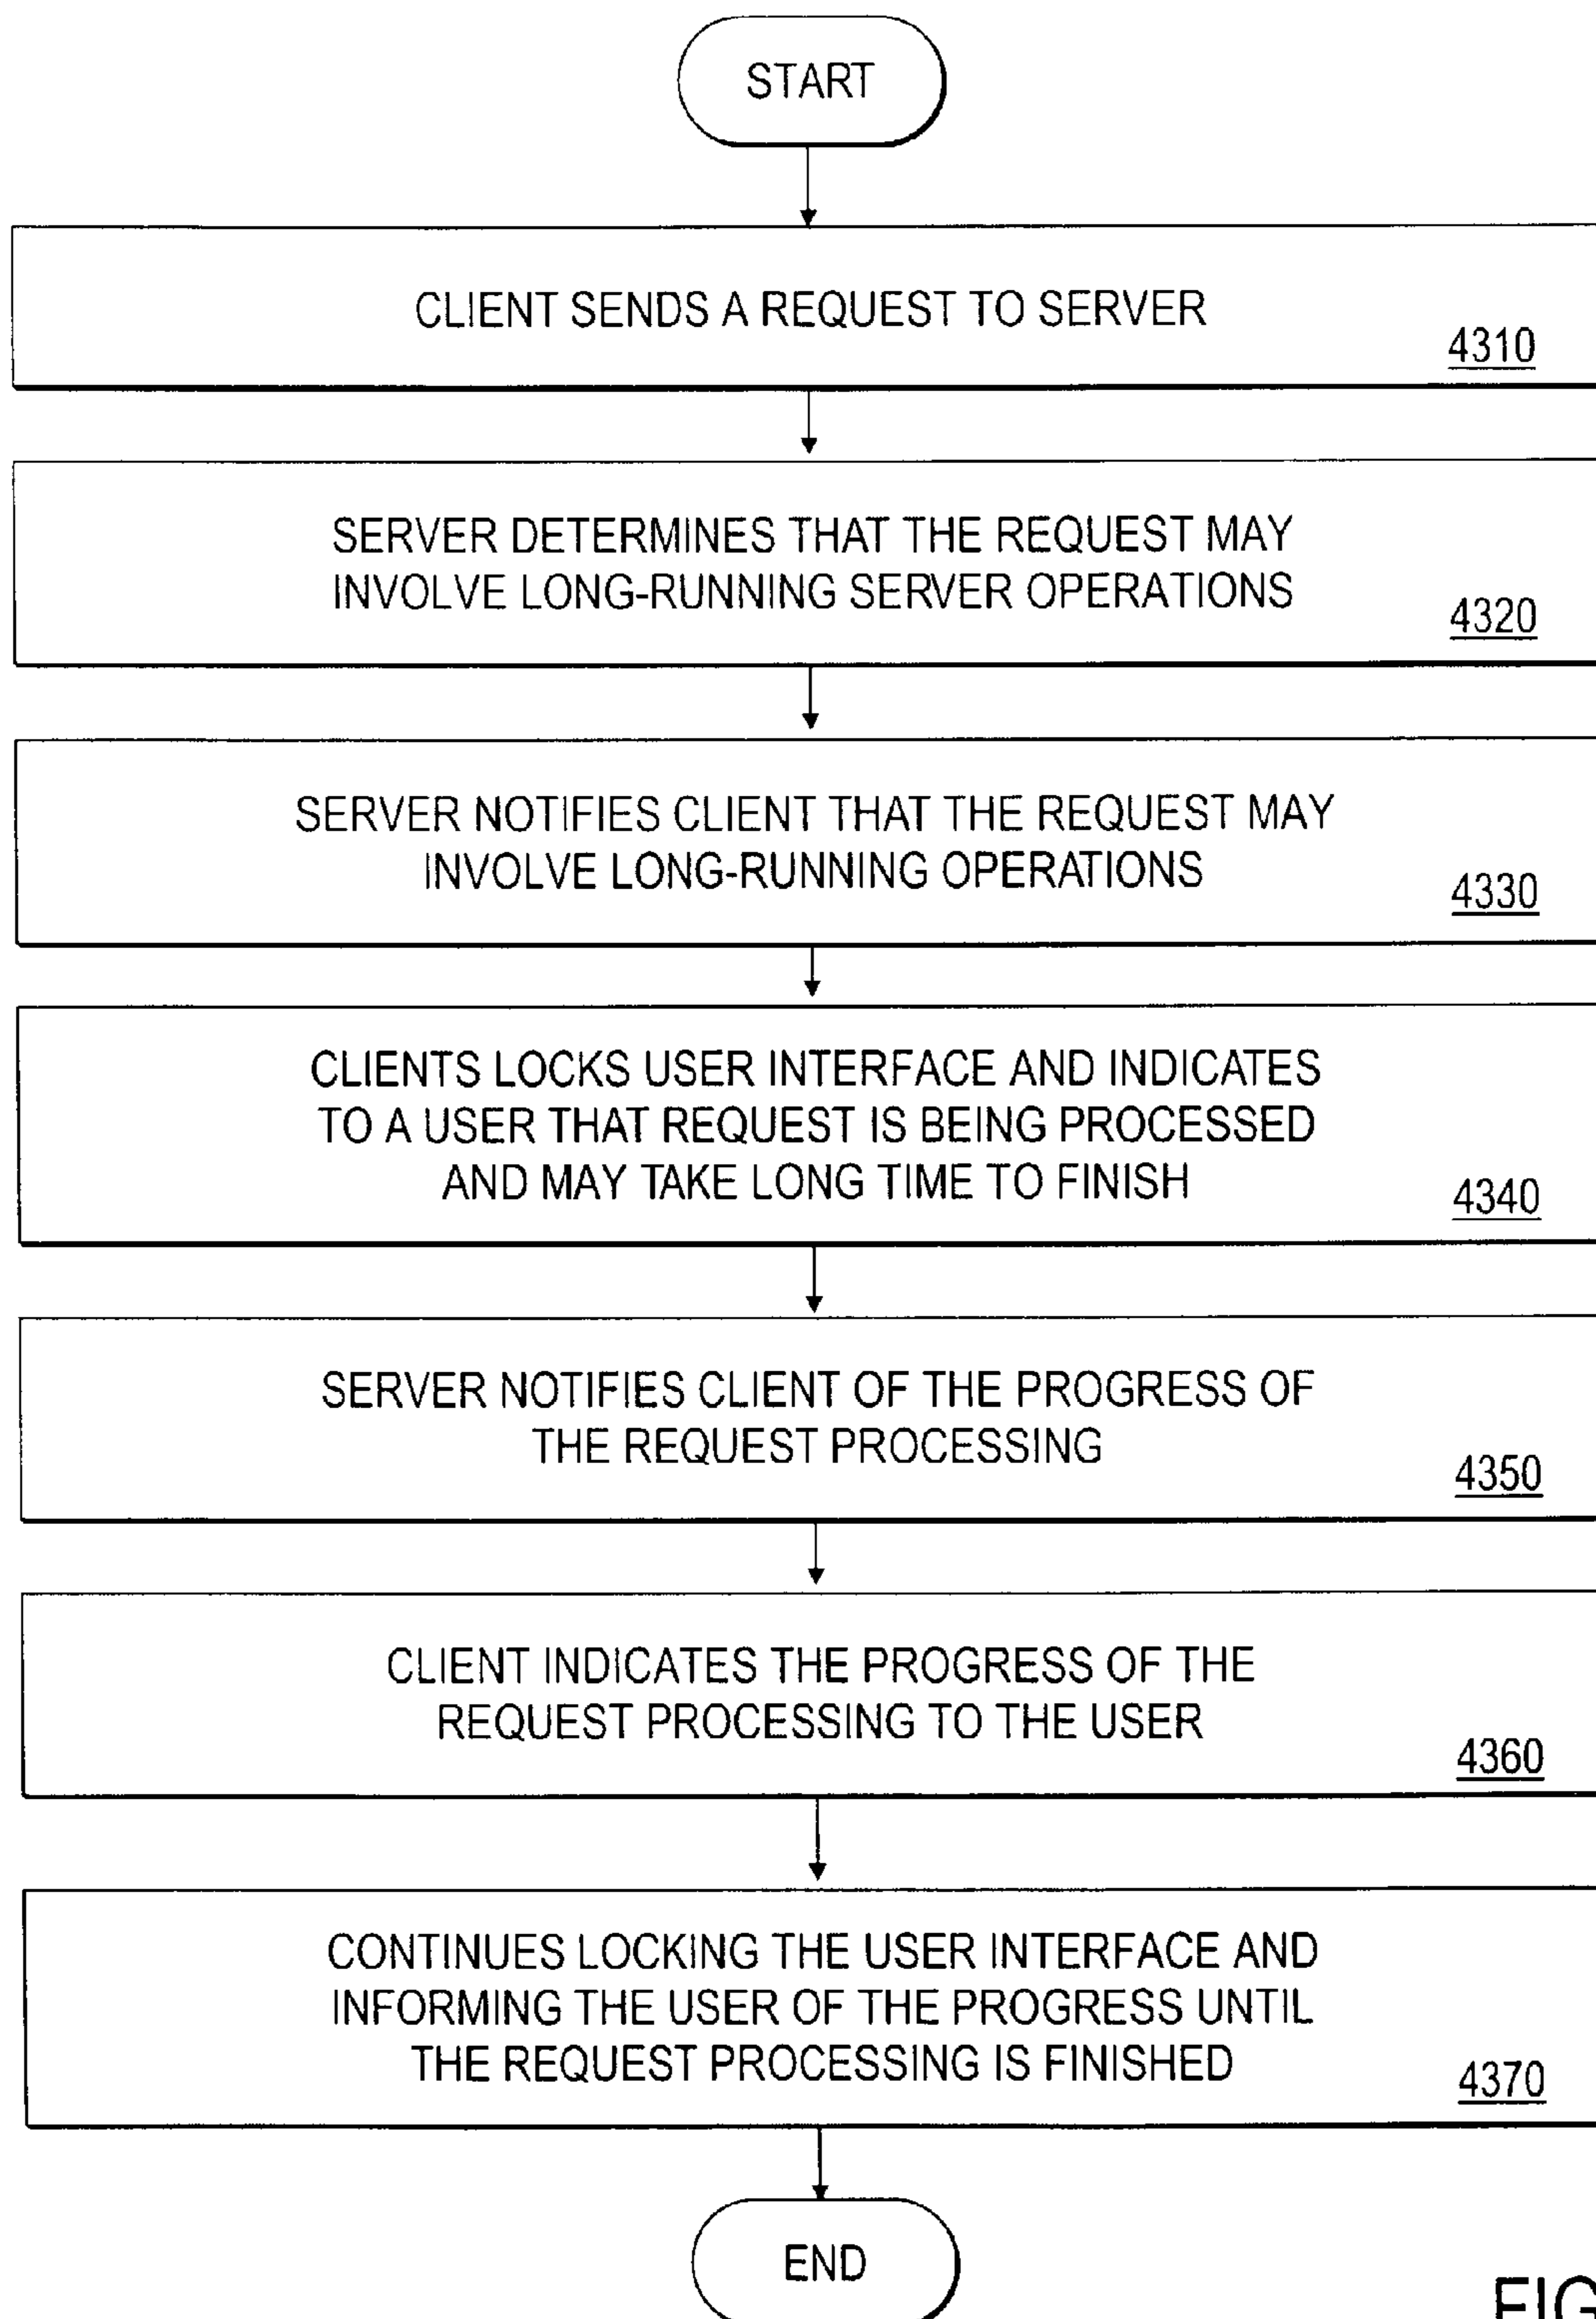 START
CLIENT SENDS A REQUEST TO SERVER
4310
SERVER DETERMINES THAT THE REQUEST MAY
INVOLVE LONG-RUNNING SERVER OPERATIONS
4320
SERVER NOTIFIES CLIENT THAT THE REQUEST MAY
INVOLVE LONG-RUNNING OPERATIONS
4330
CLIENTS LOCKS USER INTERFACE AND INDICATES
TO A USER THAT REQUEST IS BEING PROCESSED
AND MAY TAKE LONG TIME TO FINISH
4340
SERVER NOTIFIES CLIENT OF THE PROGRESS OF
THE REQUEST PROCESSING
4350
CLIENT INDICATES THE PROGRESS OF THE
REQUEST PROCESSING TO THE USER
4360
CONTINUES LOCKING THE USER INTERFACE AND
INFORMING THE USER OF THE PROGRESS UNTIL
THE REQUEST PROCESSING IS FINISHED
4370
END
FIG